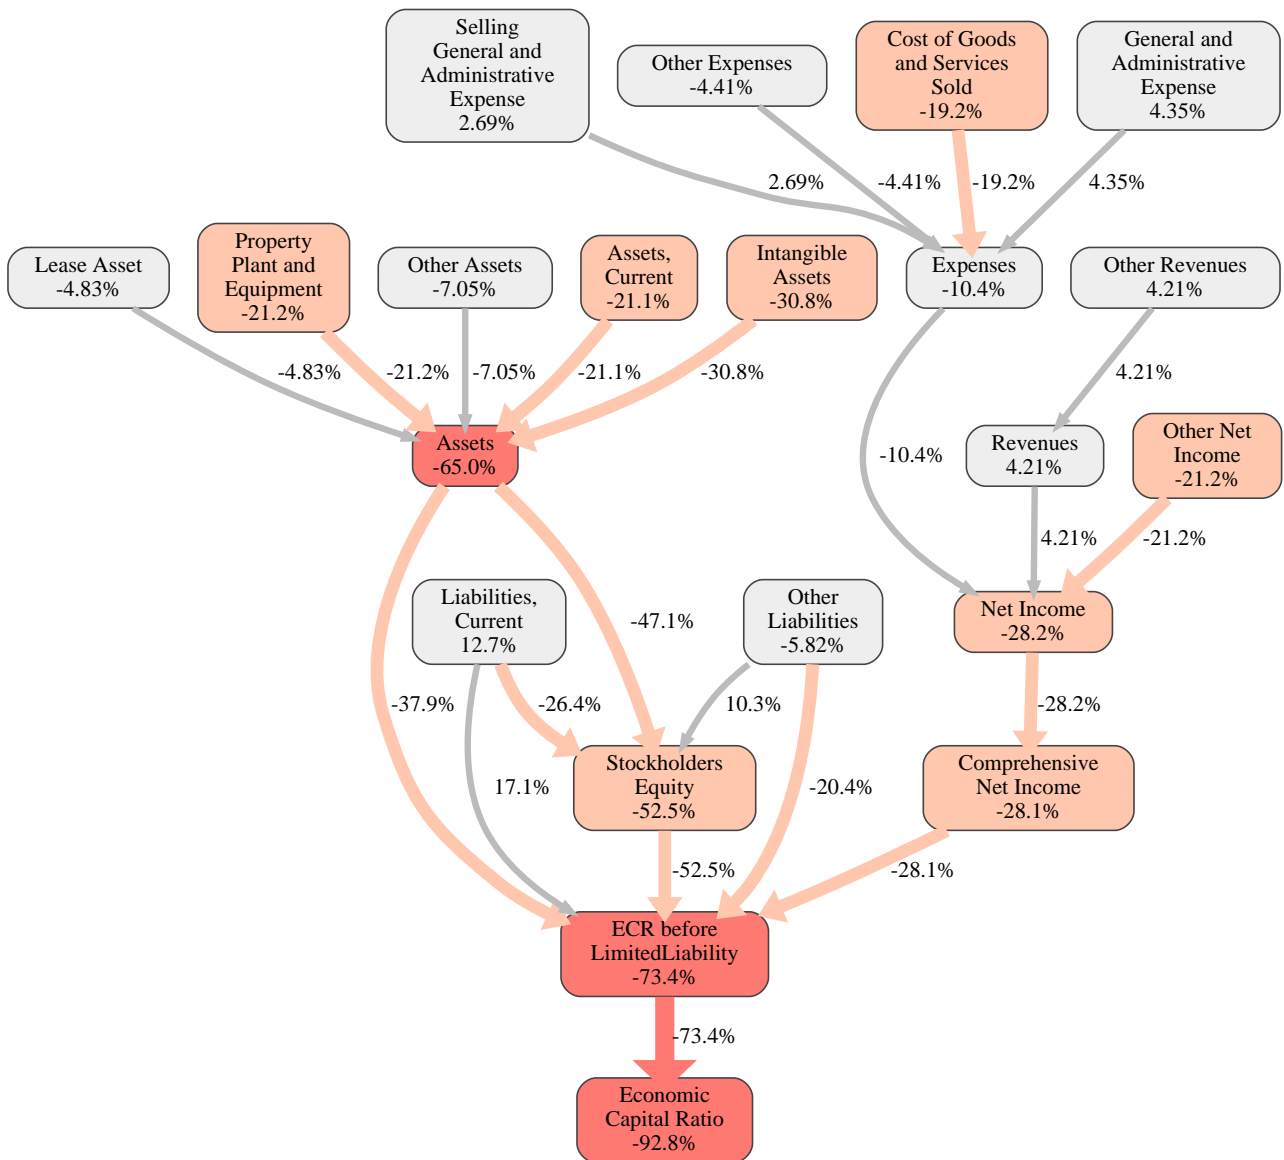 Selling
General and
Administrative
Expense
2.69%
Other Expenses
-4.41%
Cost of Goods
and Services
Sold
-19.2%
General and
Administrative
Expense
4.35%
2.69%
-4.41%
-19.2%
4.35%
Lease Asset
-4.83%
Property
Plant and
Equipment
-21.2%
Other Assets
-7.05%
Assets,
Current
-21.1%
Intangible
Assets
-30.8%
Expenses
-10.4%
Other Revenues
4.21%
-4.83%
-21.2%
-7.05%
-21.1%
-30.8%
4.21%
Assets
-65.0%
-10.4%
Revenues
4.21%
Other Net
Income
-21.2%
4.21%
-21.2%
Liabilities,
Current
12.7%
-47.1%
Other
Liabilities
-5.82%
Net Income
-28.2%
-37.9%
-26.4%
10.3%
-28.2%
17.1%
Stockholders
Equity
-52.5%
-20.4%
Comprehensive
Net Income
-28.1%
-52.5%
-28.1%
ECR before
LimitedLiability
-73.4%
-73.4%
Economic
Capital Ratio
-92.8%